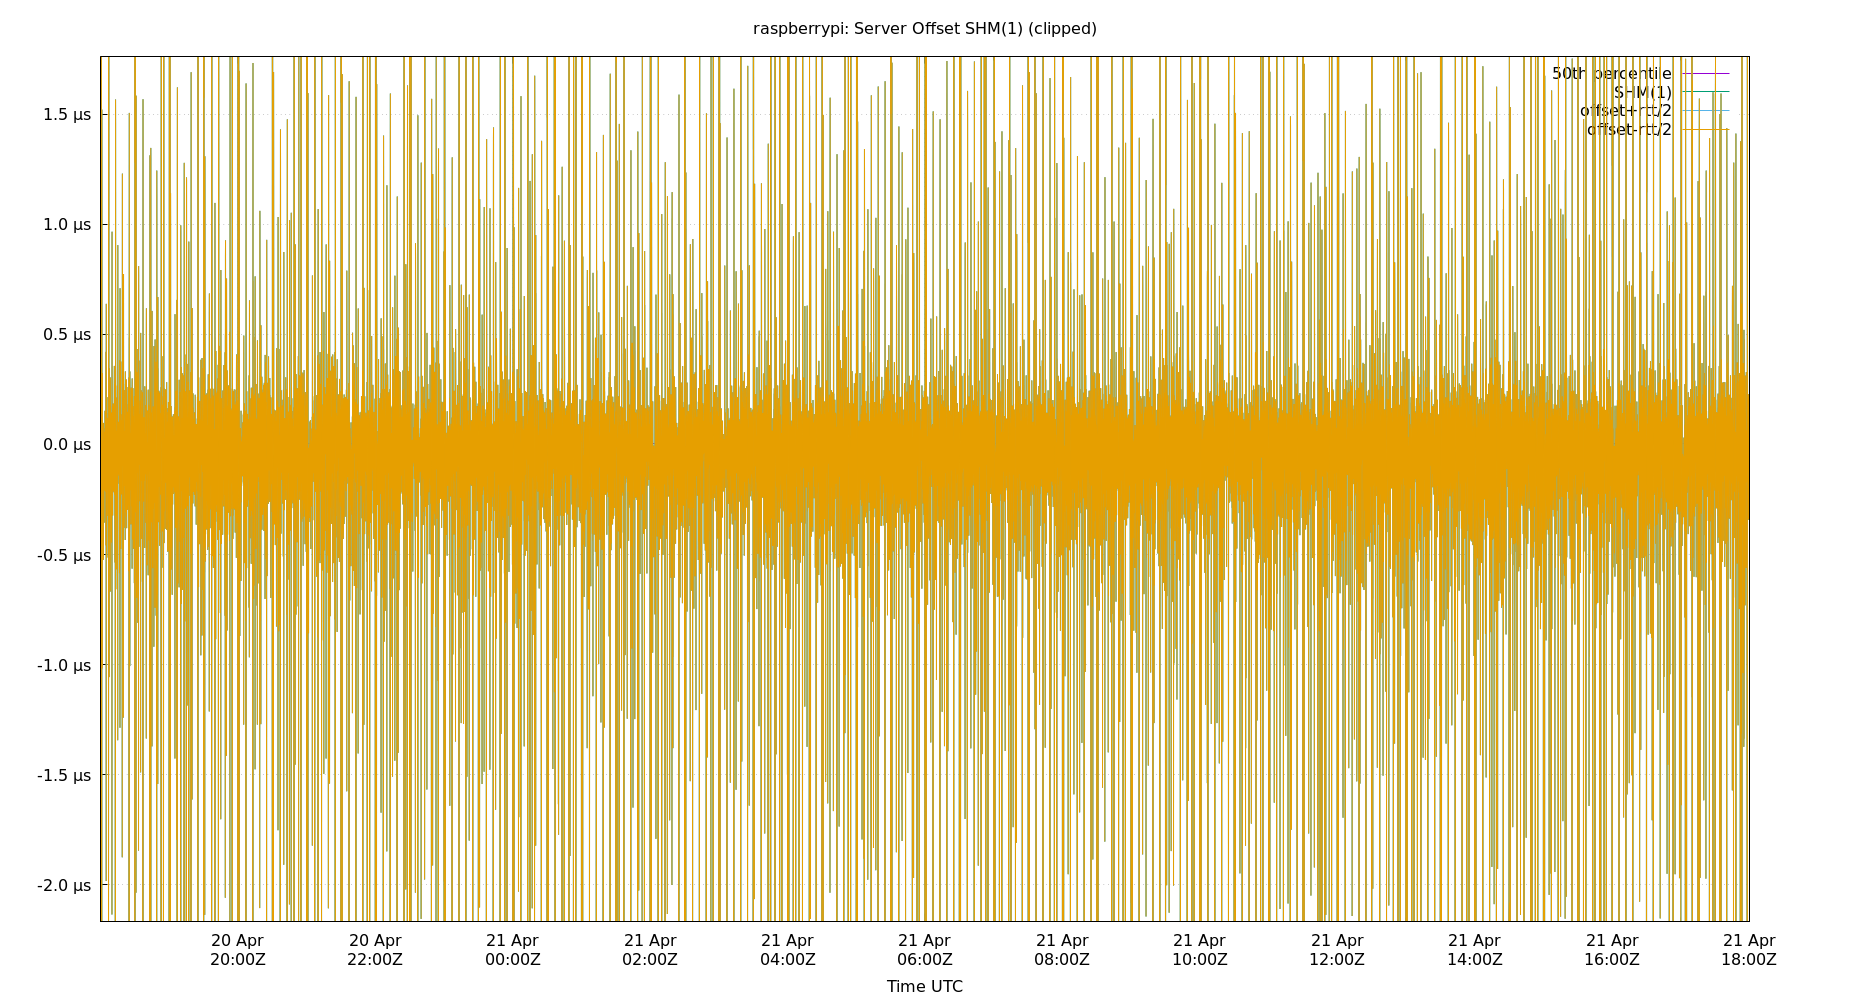 raspberrypi: Server Offset SHM(1) (clipped)
50th percentile
SHM(1)
offset+rtt/2
offset-rtt/2
1.5 µs
1.0 µs
0.5 µs
0.0 µs
-0.5 µs
-1.0 µs
-1.5 µs
-2.0 µs
20 Apr 20 Apr 21 Apr 21 Apr 21 Apr 21 Apr 21 Apr 21 Apr 21 Apr 21 Apr 21 Apr 21 Apr
20:00Z 22:00Z 00:00Z 02:00Z 04:00Z 06:00Z 08:00Z 10:00Z 12:00Z 14:00Z 16:00Z 18:00Z
Time UTC